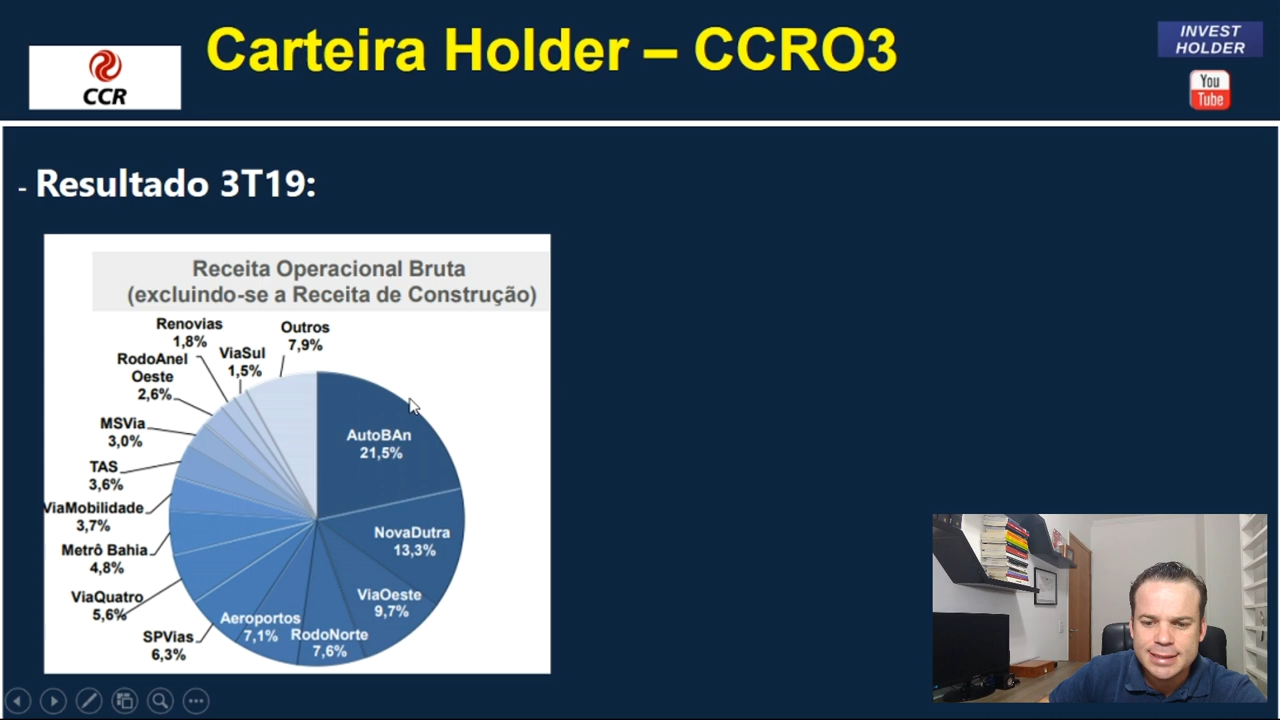 Carteira Holder – CCRO3
CCR
INVEST
HOLDER
You
Tube
- Resultado 3T19:
Receita Operacional Bruta
(excluindo-se a Receita de Construção)
Renovias
1,8%
Outros
7,9%
ViaSul
1,5%
RodoAnel
Oeste
2,6%
MSVia
3,0%
TAS
3,6%
ViaMobilidade
3,7%
Metrô Bahia
4,8%
ViaQuatro
5,6%
SPVias
6,3%
Aeroportos
7,1%
RodoNorte
7,6%
ViaOeste
9,7%
NovaDutra
13,3%
AutoBAn
21,5%